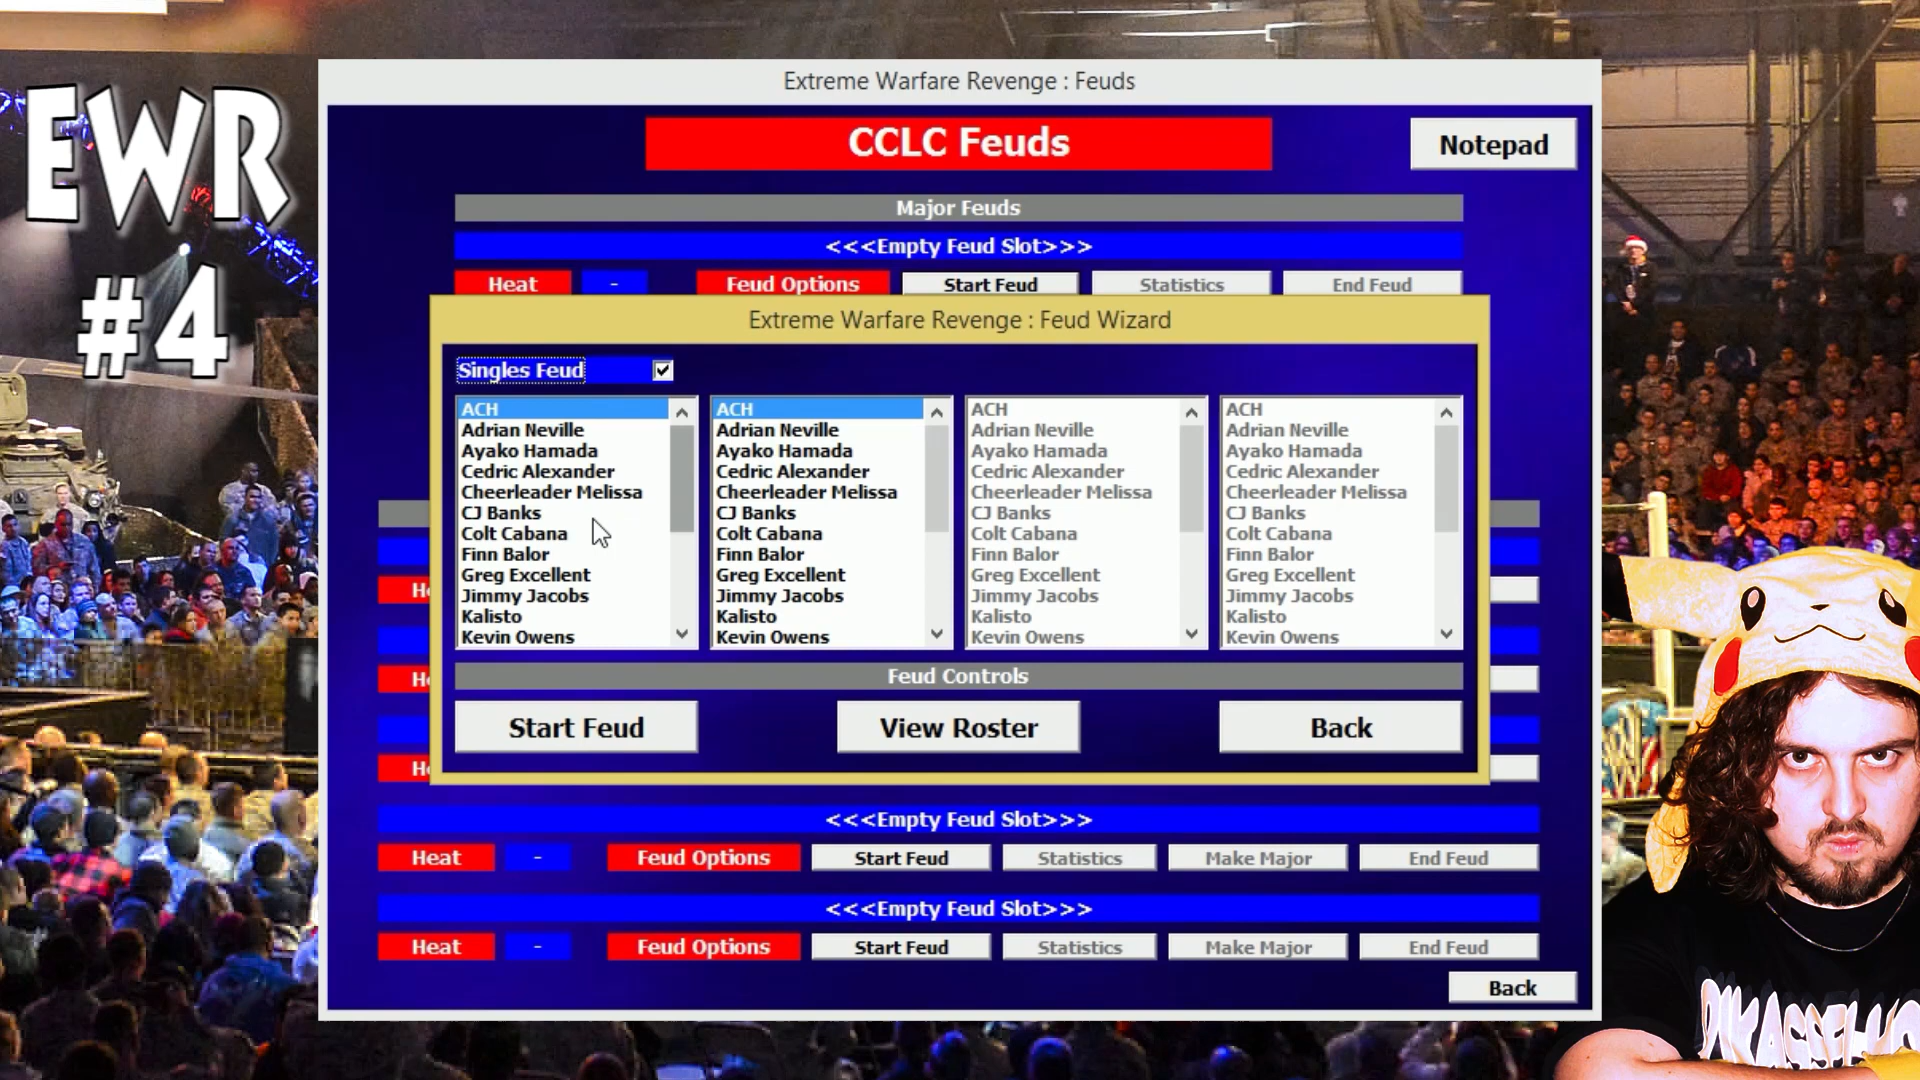 EWR
#4
Extreme Warfare Revenge : Feuds
CCLC Feuds
Notepad
Major Feuds
<<<Empty Feud Slot>>>
Heat - Feud Options Start Feud Statistics End Feud
Extreme Warfare Revenge : Feud Wizard
Singles Feud
ACH ACH ACH ACH
Adrian Neville Adrian Neville Adrian Neville Adrian Neville
Ayako Hamada Ayako Hamada Ayako Hamada Ayako Hamada
Cedric Alexander Cedric Alexander Cedric Alexander Cedric Alexander
Cheerleader Melissa Cheerleader Melissa Cheerleader Melissa Cheerleader Melissa
CJ Banks CJ Banks CJ Banks CJ Banks
Colt Cabana Colt Cabana Colt Cabana Colt Cabana
Finn Balor Finn Balor Finn Balor Finn Balor
Greg Excellent Greg Excellent Greg Excellent Greg Excellent
Jimmy Jacobs Jimmy Jacobs Jimmy Jacobs Jimmy Jacobs
Kalisto Kalisto Kalisto Kalisto
Kevin Owens Kevin Owens Kevin Owens Kevin Owens
Feud Controls
Start Feud View Roster Back
<<<Empty Feud Slot>>>
Heat - Feud Options Start Feud Statistics Make Major End Feud
<<<Empty Feud Slot>>>
Heat - Feud Options Start Feud Statistics Make Major End Feud
Back